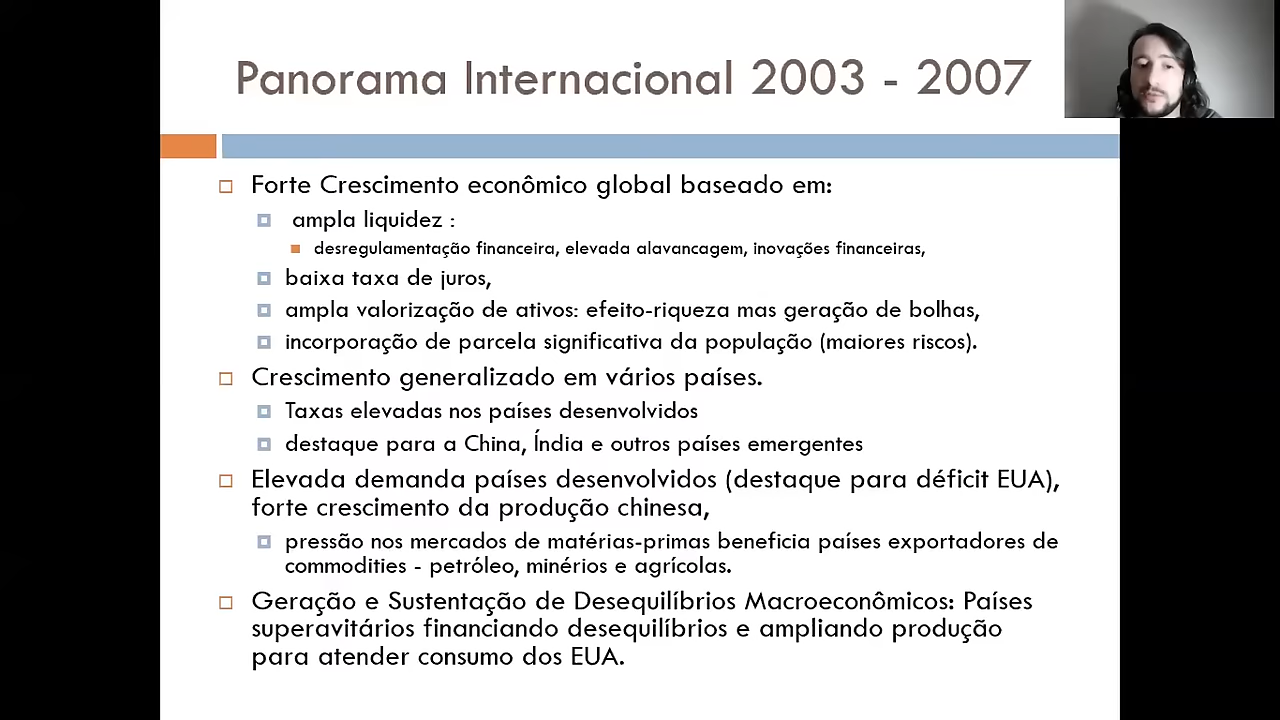 Panorama Internacional 2003 - 2007
Forte Crescimento econômico global baseado em:
ampla liquidez :
desregulamentação financeira, elevada alavancagem, inovações financeiras,
baixa taxa de juros,
ampla valorização de ativos: efeito-riqueza mas geração de bolhas,
incorporação de parcela significativa da população (maiores riscos).
Crescimento generalizado em vários países.
Taxas elevadas nos países desenvolvidos
destaque para a China, Índia e outros países emergentes
Elevada demanda países desenvolvidos (destaque para déficit EUA),
forte crescimento da produção chinesa,
pressão nos mercados de matérias-primas beneficia países exportadores de
commodities - petróleo, minérios e agrícolas.
Geração e Sustentação de Desequilíbrios Macroeconômicos: Países
superavitários financiando desequilíbrios e ampliando produção
para atender consumo dos EUA.